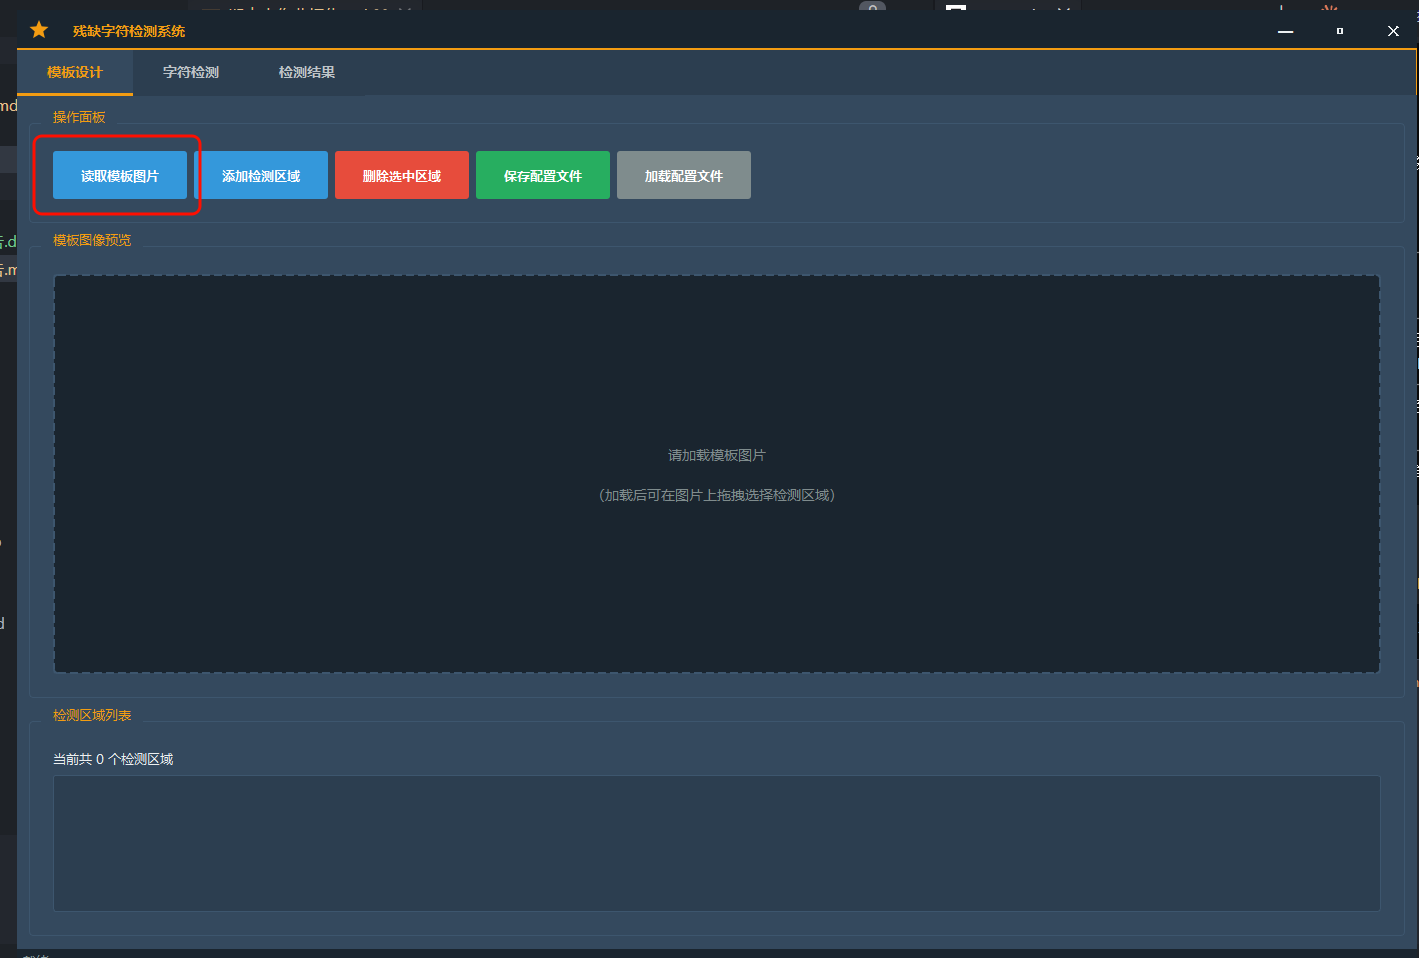 残缺字符检测系统
模板设计
字符检测
检测结果
操作面板
读取模板图片
添加检测区域
删除选中区域
保存配置文件
加载配置文件
模板图像预览
请加载模板图片
（加载后可在图片上拖拽选择检测区域）
检测区域列表
当前共 0 个检测区域